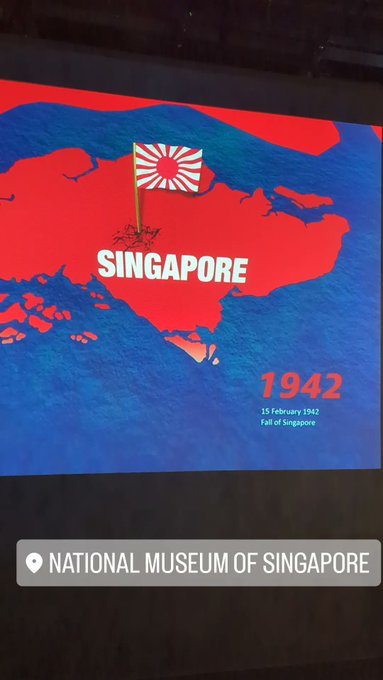 SINGAPORE
1942
15 February 1942
Fall of Singapore
NATIONAL MUSEUM OF SINGAPORE